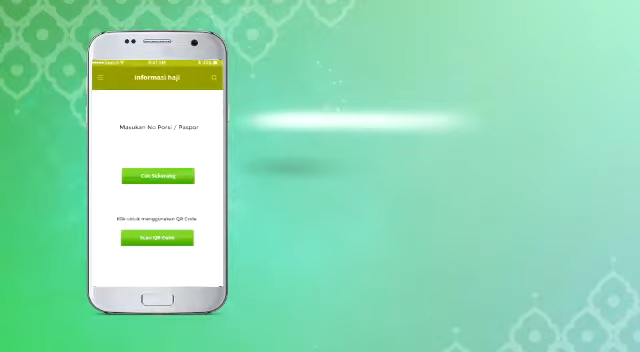 Informasi haji
Masukan No Porsi / Paspor
Cek Sekarang
Klik untuk menggunakan QR Code
Scan QR Code